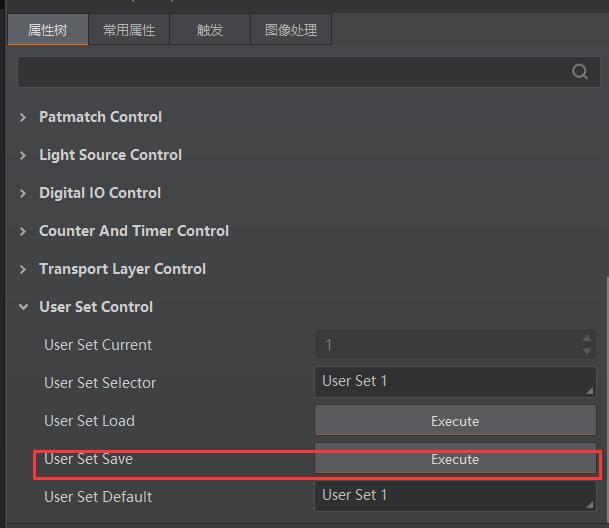 属性树 常用属性 触发 图像处理
Patmatch Control
Light Source Control
Digital IO Control
Counter And Timer Control
Transport Layer Control
User Set Control
User Set Current 1
User Set Selector User Set 1
User Set Load Execute
User Set Save Execute
User Set Default User Set 1